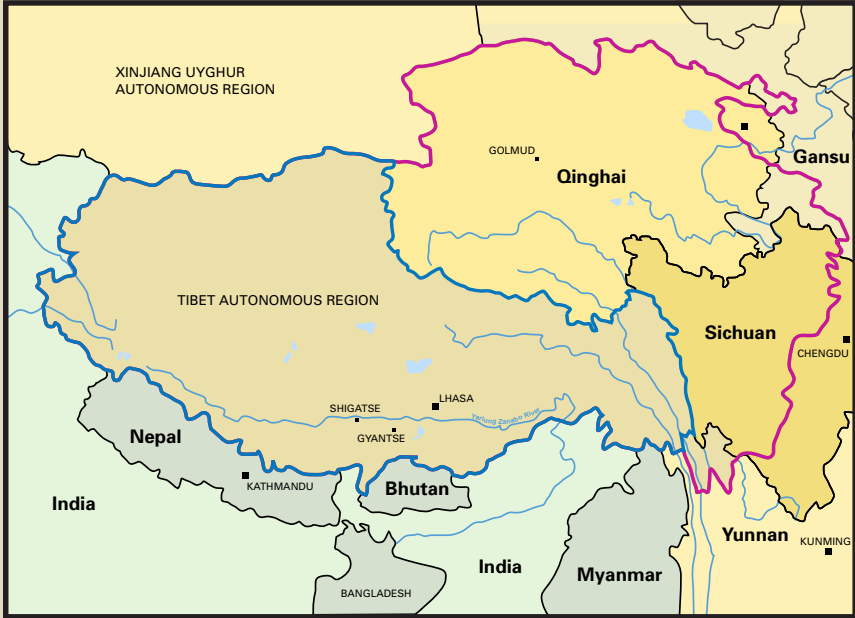 XINJIANG UYGHUR
AUTONOMOUS REGION
GOLMUD
Gansu
Qinghai
TIBET AUTONOMOUS REGION
Sichuan
CHENGDU
LHASA
SHIGATSE
Yarlung Zanabo River
GYANTSE
Nepal
KATHMANDU
Bhutan
India
Yunnan
KUNMING
India
Myanmar
BANGLADESH